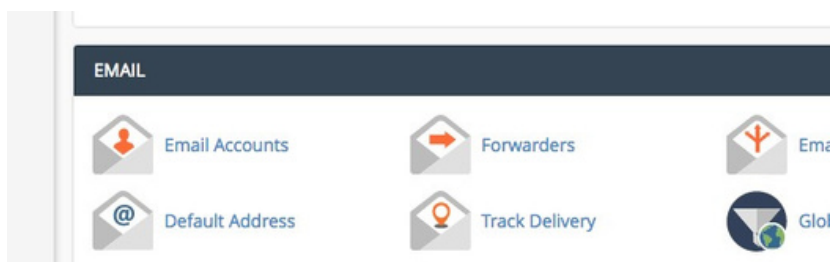 EMAIL
Email Accounts
Forwarders
Default Address
@
Track Delivery